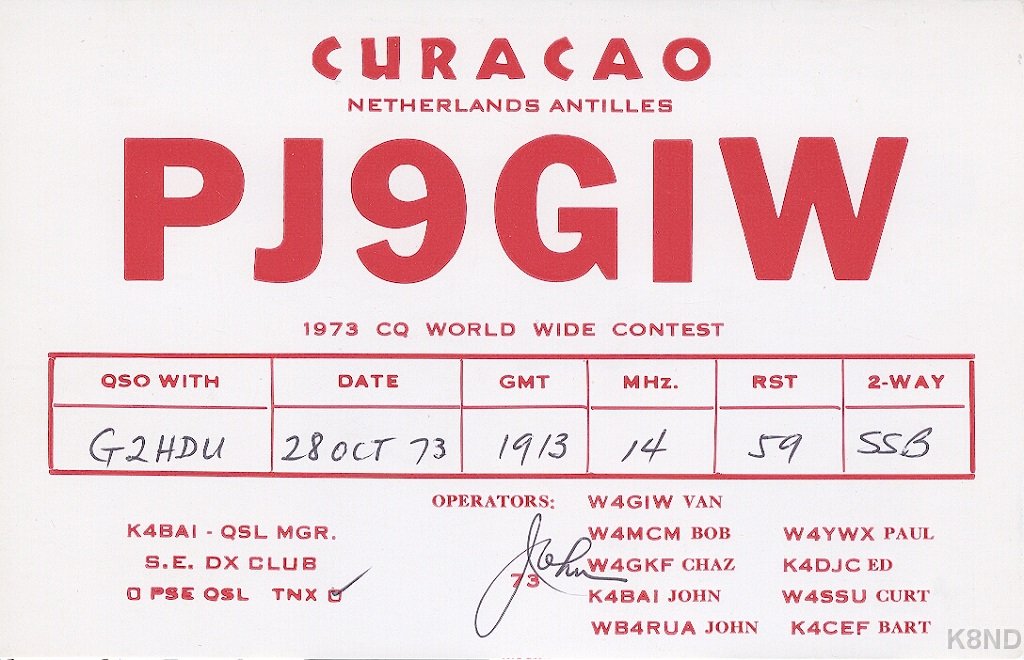 CURACAO
NETHERLANDS ANTILLES
PJ9GIW
1973 CQ WORLD WIDE CONTEST
QSO WITH DATE GMT MHz. RST 2-WAY
G2HDU 28 OCT 73 1913 14 59 SSB
OPERATORS: W4GIW VAN
K4BAI - QSL MGR. W4MCM BOB W4YWX PAUL
S.E. DX CLUB W4GKF CHAZ K4DJC ED
PSE QSL TNX ✓ John 73 K4BAI JOHN W4SSU CURT
WB4RUA JOHN K4CEF BART
K8ND